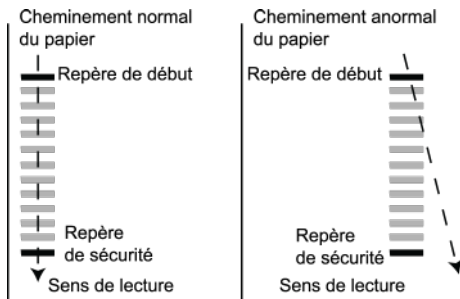 Cheminement normal
du papier
Repère de début
Repère
de sécurité
Sens de lecture
Cheminement anormal
du papier
Repère de début
Repère
de sécurité
Sens de lecture